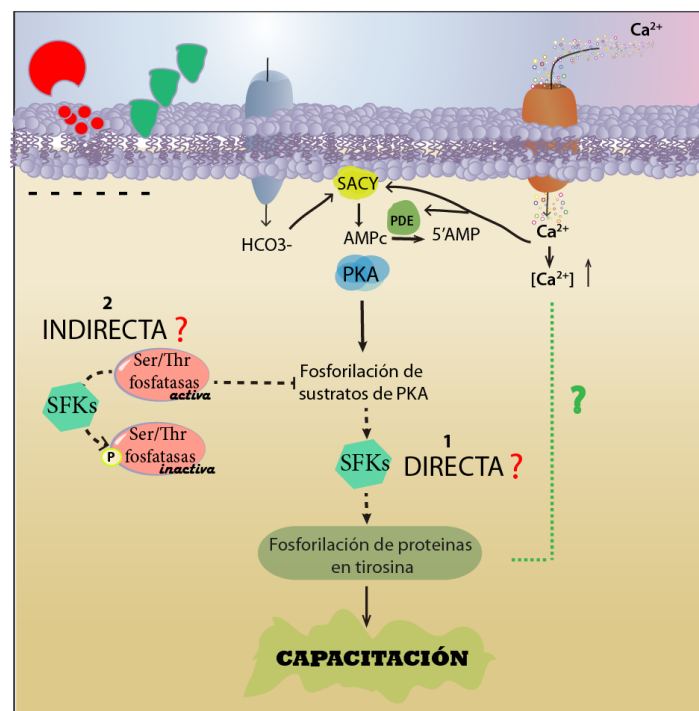 Ca²⁺
SACY
HCO3-
AMPc
PDE
5'AMP
Ca²⁺
[Ca²⁺] ↑
PKA
2
INDIRECTA ?
Ser/Thr
fosfatasas
activa
SFKs
P
Ser/Thr
fosfatasas
inactiva
Fosforilación de
sustratos de PKA
?
1
SFKs DIRECTA ?
Fosforilación de proteinas
en tirosina
CAPACITACIÓN